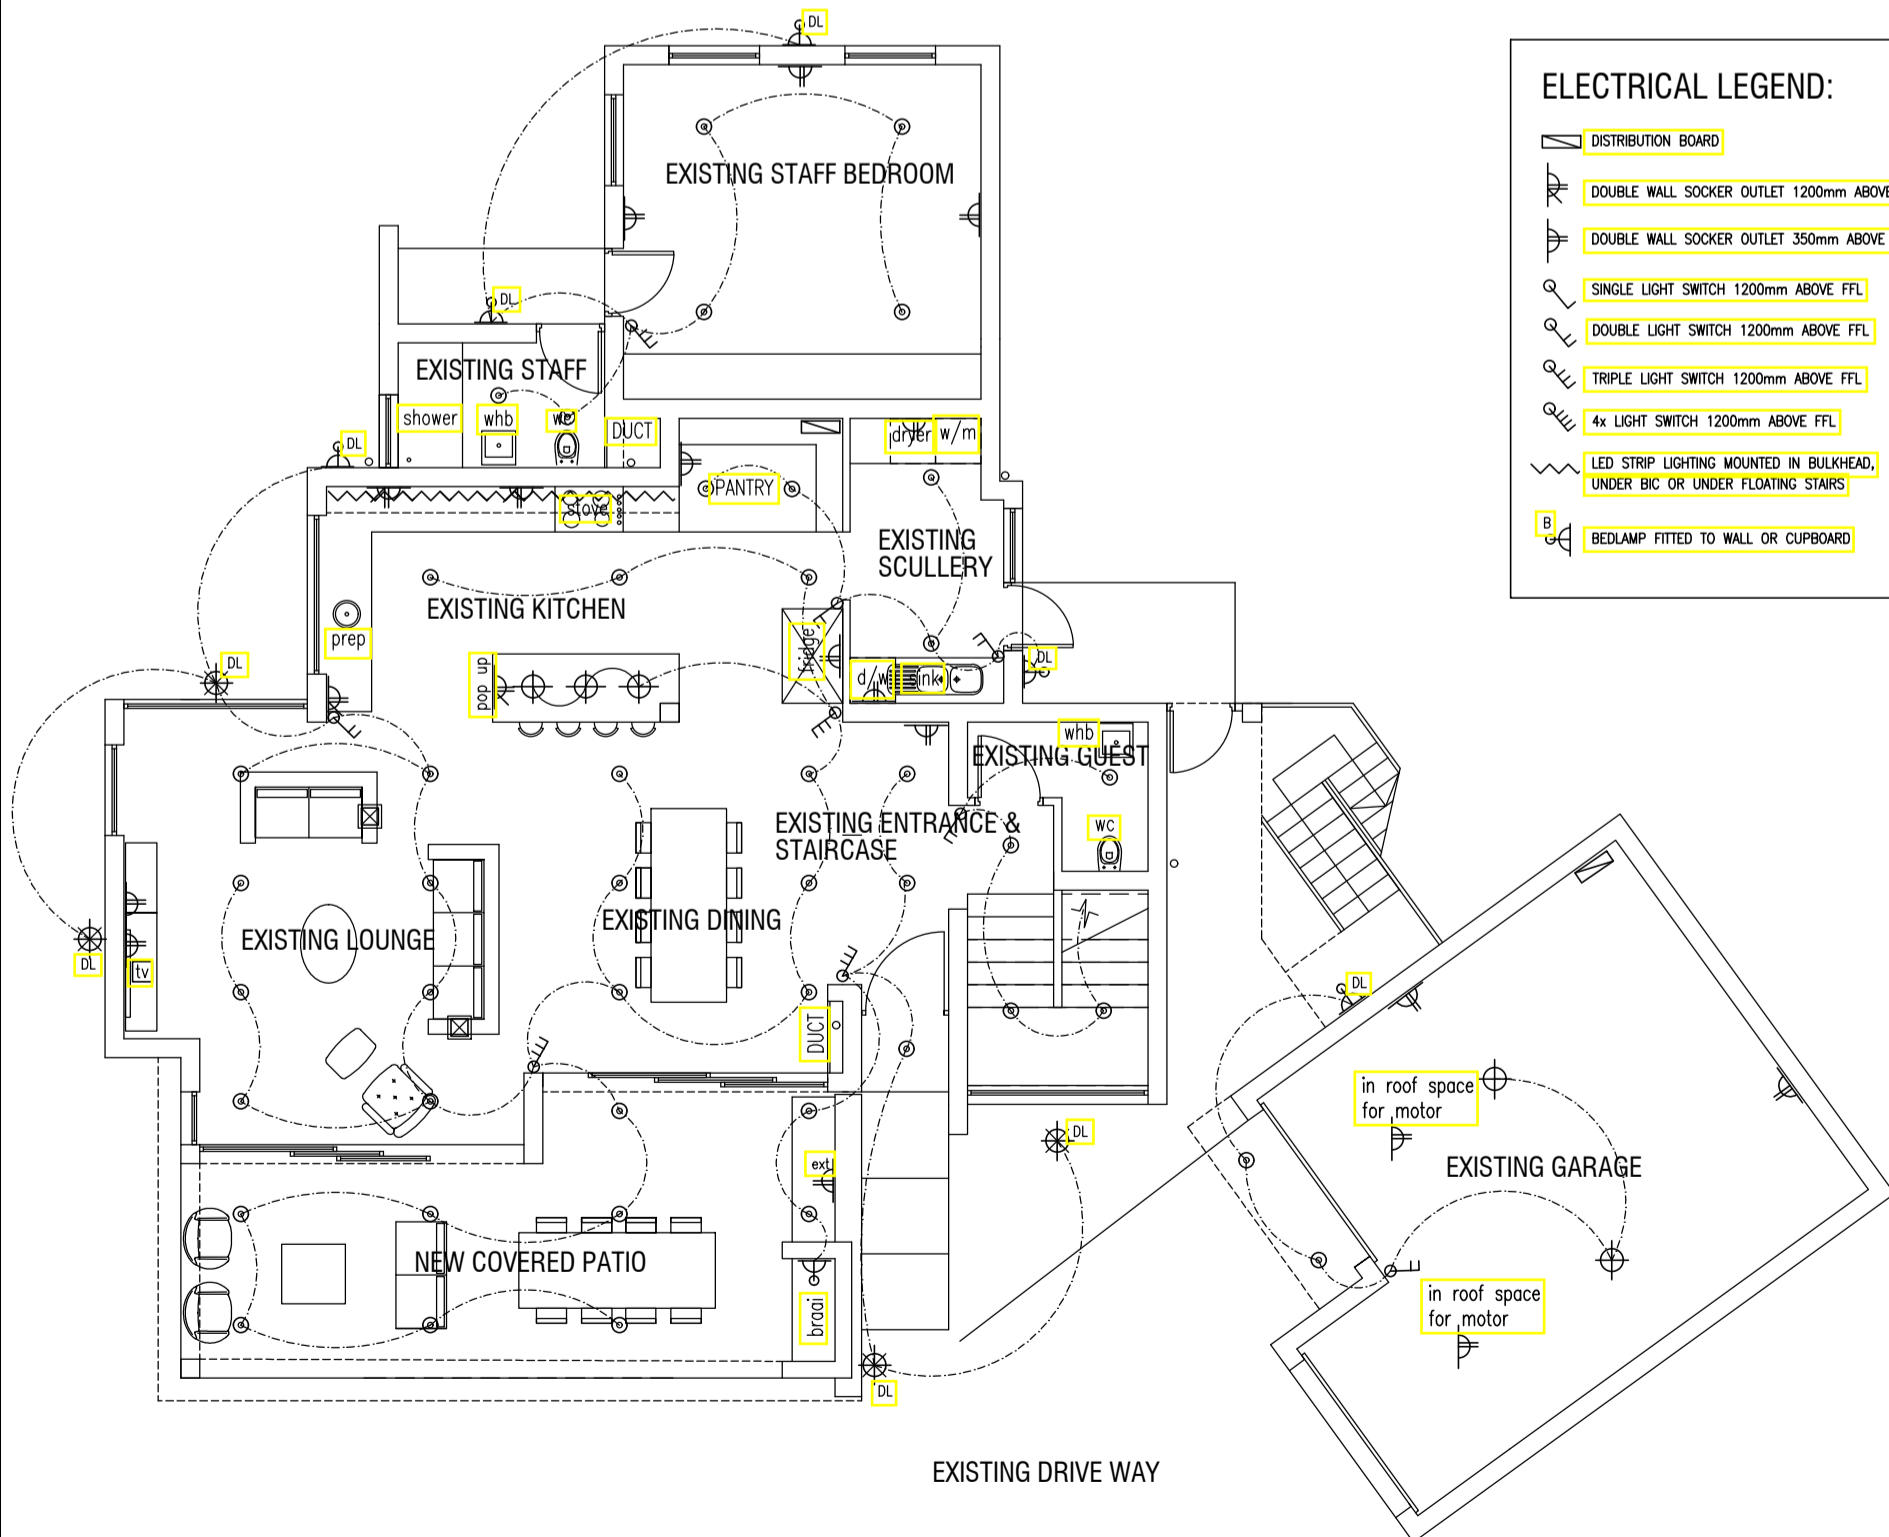 DL
ELECTRICAL LEGEND:
DISTRIBUTION BOARD
DOUBLE WALL SOCKER OUTLET 1200mm ABOVE
DOUBLE WALL SOCKER OUTLET 350mm ABOVE
SINGLE LIGHT SWITCH 1200mm ABOVE FFL
DOUBLE LIGHT SWITCH 1200mm ABOVE FFL
TRIPLE LIGHT SWITCH 1200mm ABOVE FFL
4x LIGHT SWITCH 1200mm ABOVE FFL
LED STRIP LIGHTING MOUNTED IN BULKHEAD,
UNDER BIC OR UNDER FLOATING STAIRS
B
BEDLAMP FITTED TO WALL OR CUPBOARD
EXISTING STAFF BEDROOM
DL
EXISTING STAFF
shower
whb
wc
DUCT
dryer
w/m
DL
PANTRY
stove
EXISTING
SCULLERY
EXISTING KITCHEN
prep
fridge
DL
pop up
d/w
sink
DL
whb
EXISTING GUEST
EXISTING ENTRANCE &
STAIRCASE
wc
EXISTING DINING
EXISTING LOUNGE
DL
tv
DL
DUCT
in roof space
for motor
DL
ext
EXISTING GARAGE
NEW COVERED PATIO
braai
in roof space
for motor
DL
EXISTING DRIVE WAY